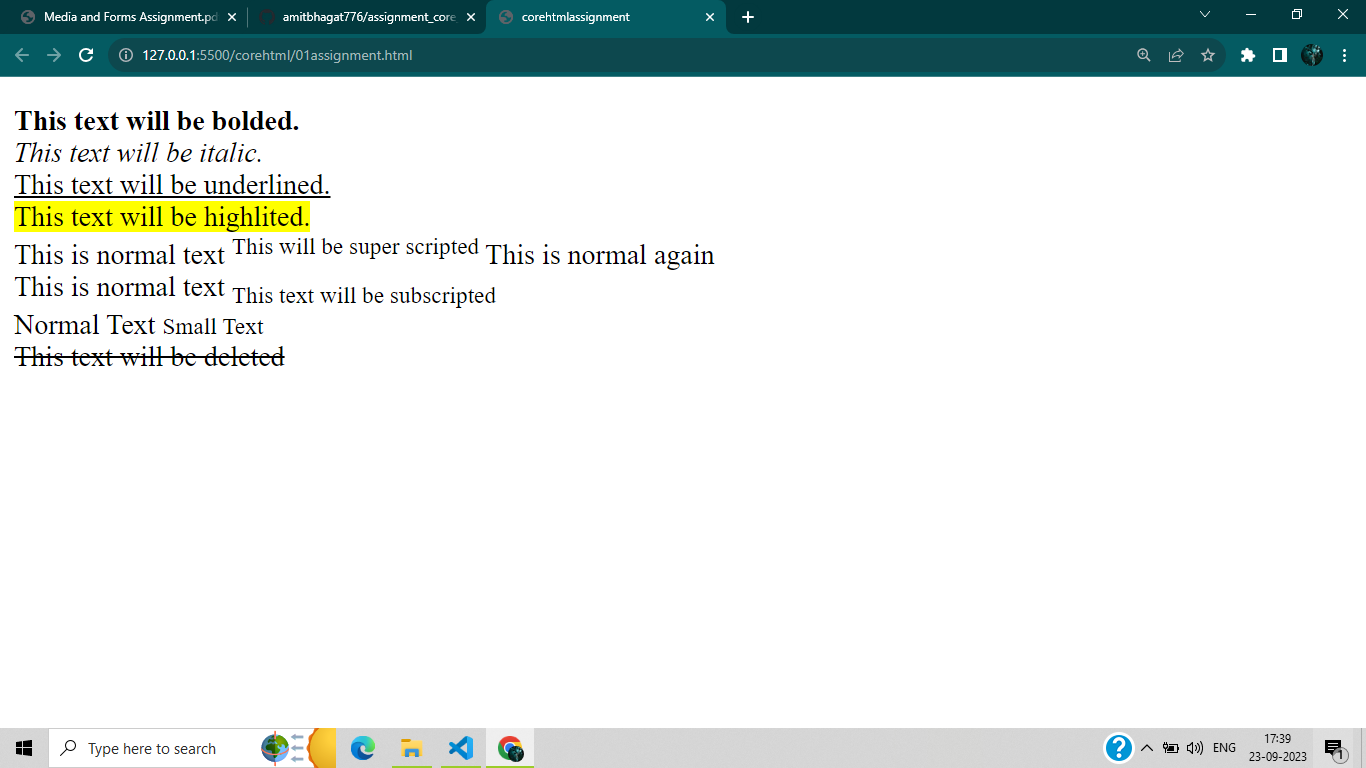 Media and Forms Assignment.pd
amitbhagat776/assignment_core
corehtmlassignment
127.0.0.1:5500/corehtml/01assignment.html
This text will be bolded.
This text will be italic.
This text will be underlined.
This text will be highlited.
This is normal text This will be super scripted This is normal again
This is normal text This text will be subscripted
Normal Text Small Text
This text will be deleted
Type here to search
ENG
17:39
23-09-2023
1